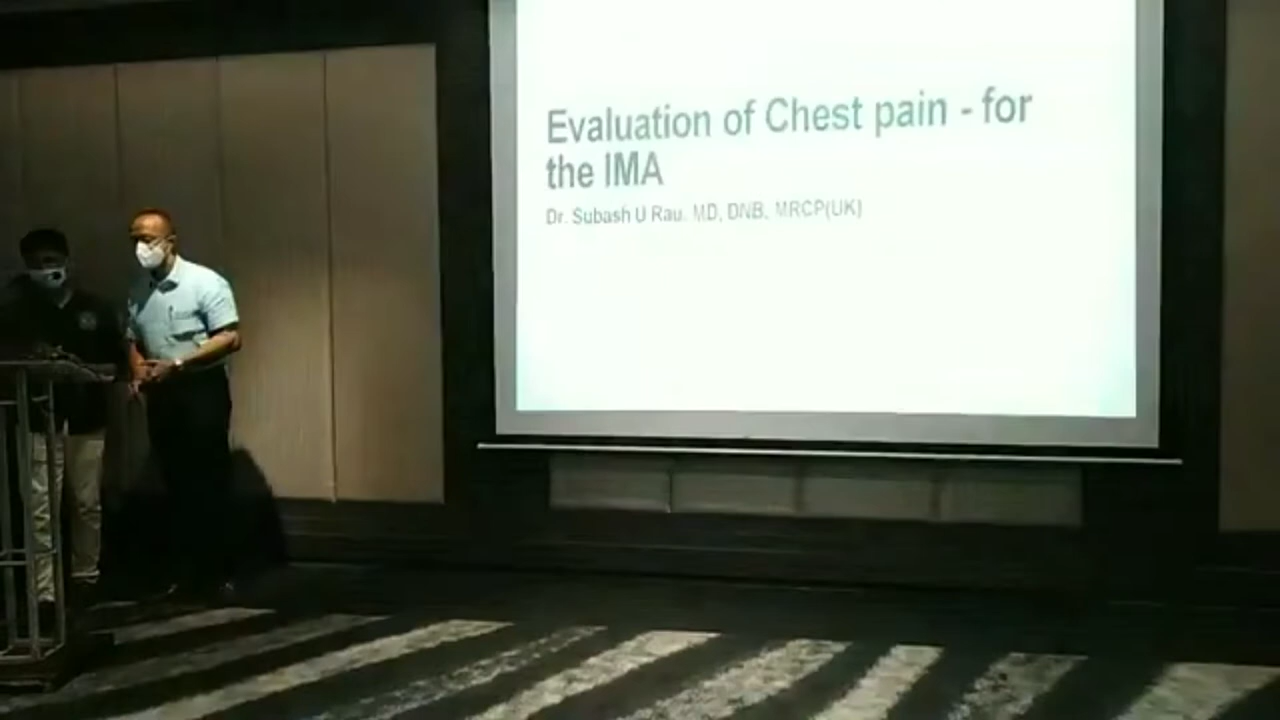 Evaluation of Chest pain - for
the IMA
Dr. Subash U Rau. MD, DNB, MRCP(UK)